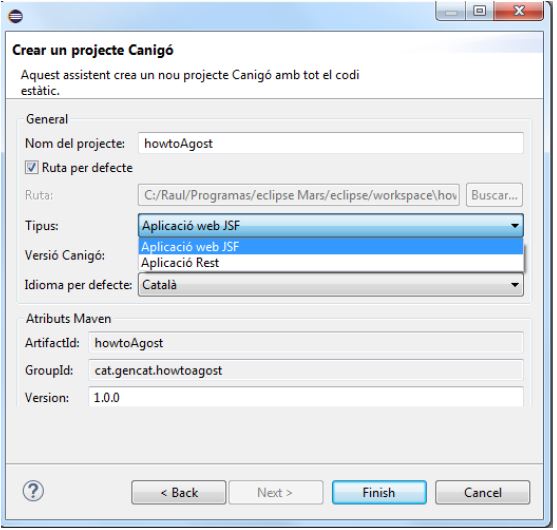 Crear un projecte Canigó
Aquest assistent crea un nou projecte Canigó amb tot el codi
estàtic.
General
Nom del projecte: howtoAgost
Ruta per defecte
Ruta: C:/Raul/Programas/eclipse Mars/eclipse/workspace\ Buscar...
Tipus: Aplicació web JSF
Aplicació web JSF
Versió Canigó: Aplicació Rest
Idioma per defecte: Català
Atributs Maven
ArtifactId: howtoAgost
GroupId: cat.gencat.howtoagost
Version: 1.0.0
? < Back Next > Finish Cancel